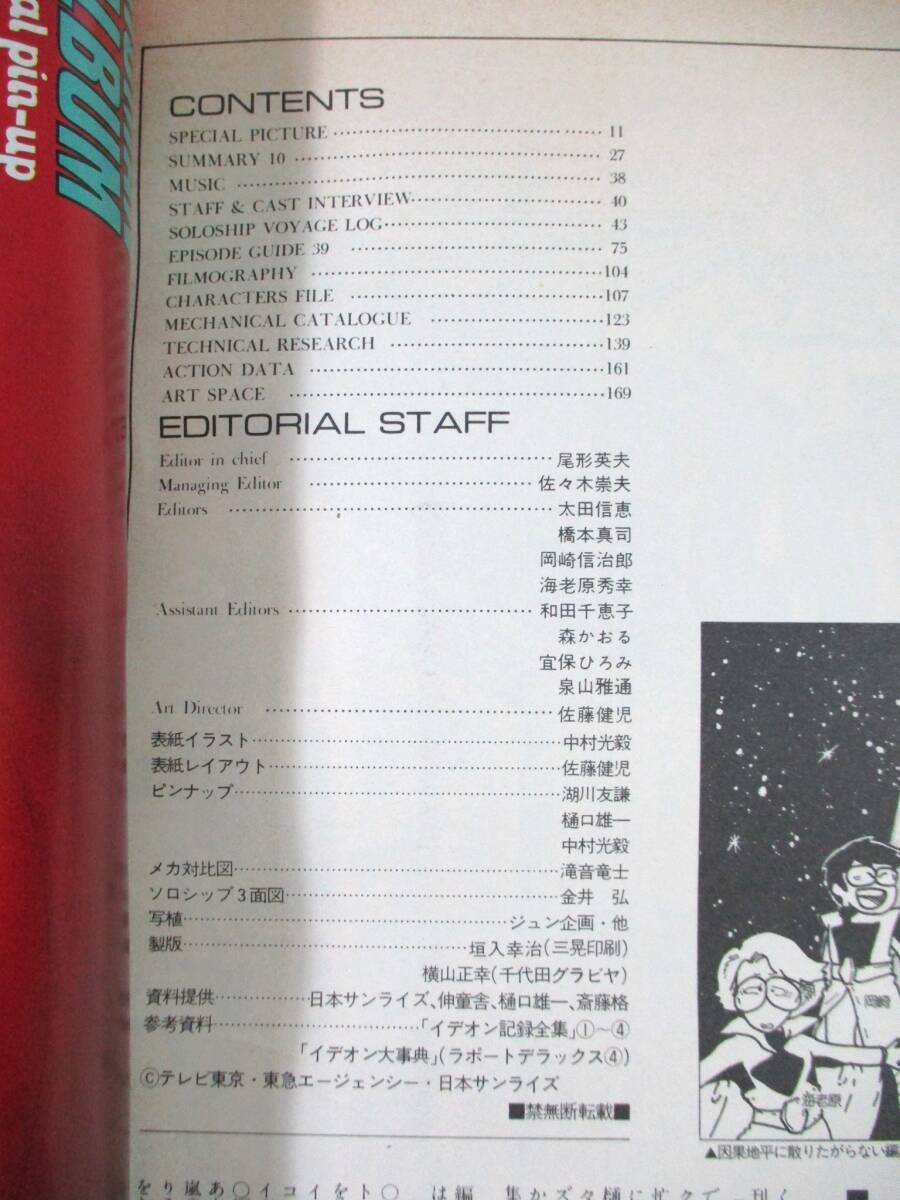 al pin-up
LBUM
CONTENTS
SPECIAL PICTURE ………… 11
SUMMARY 10 ………… 27
MUSIC ………… 38
STAFF & CAST INTERVIEW ………… 40
SOLOSHIP VOYAGE LOG ………… 43
EPISODE GUIDE 39 ………… 75
FILMOGRAPHY ………… 104
CHARACTERS FILE ………… 107
MECHANICAL CATALOGUE ………… 123
TECHNICAL RESEARCH ………… 139
ACTION DATA ………… 161
ART SPACE ………… 169
EDITORIAL STAFF
Editor in chief ………… 尾形英夫
Managing Editor ………… 佐々木崇夫
Editors ………… 太田信恵
橋本真司
岡崎信治郎
海老原秀幸
Assistant Editors ………… 和田千恵子
森かおる
宜保ひろみ
泉山雅通
Art Director ………… 佐藤健児
表紙イラスト ………… 中村光毅
表紙レイアウト ………… 佐藤健児
ピンナップ ………… 湖川友謙
樋口雄一
中村光毅
メカ対比図 ………… 滝音竜士
ソロシップ3面図 ………… 金井 弘
写植 ………… ジュン企画・他
製版 ………… 垣入幸治(三晃印刷)
横山正幸(千代田グラビヤ)
資料提供 ………… 日本サンライズ、伸童舎、樋口雄一、斎藤格
参考資料 ………… 「イデオン記録全集」①〜④
「イデオン大事典」(ラポートデラックス④)
©テレビ東京・東急エージェンシー・日本サンライズ
■禁無断転載■
海老原
▲因果地平に散りたがらない編